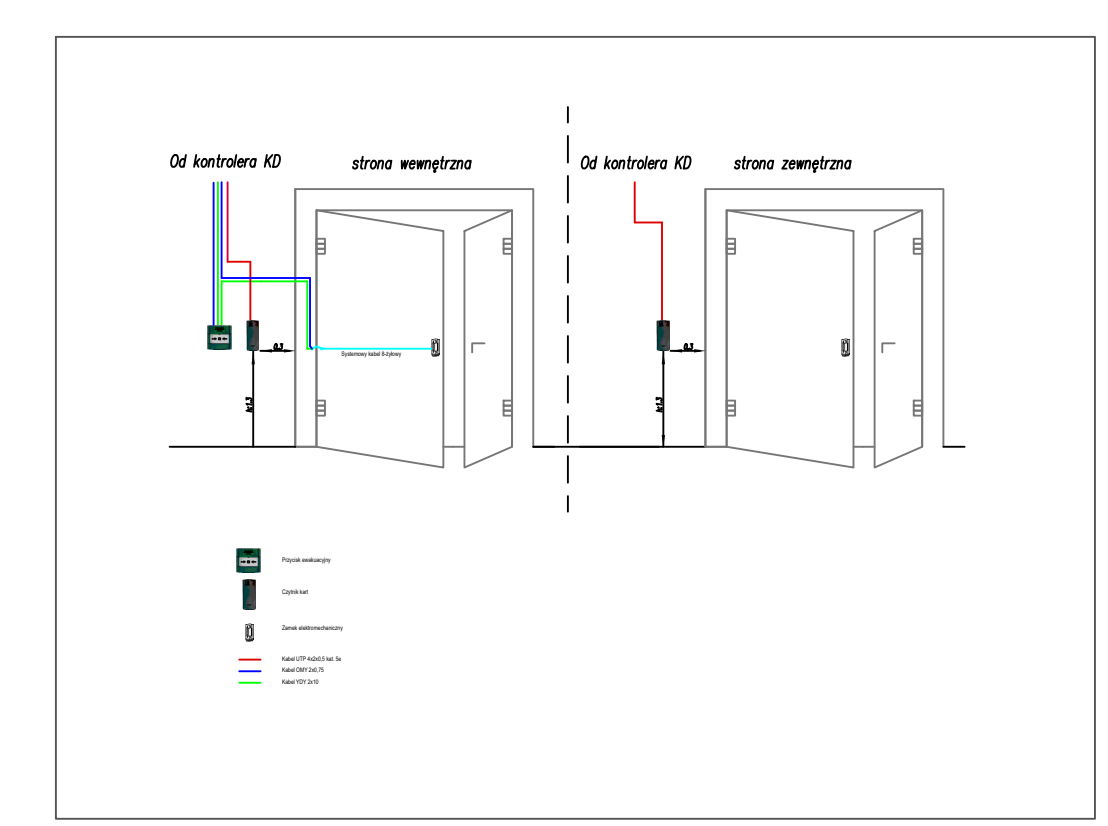 Od kontrolera KD
strona wewnętrzna
Od kontrolera KD
strona zewnętrzna
0.3
Systemowy kabel 8-żyłowy
h:1.3
0.3
h:1.3
Przycisk ewakuacyjny
Czytnik kart
Zamek elektromechaniczny
Kabel UTP 4x2x0,5 kat. 5e
Kabel OMY 2x0,75
Kabel YDY 2x10